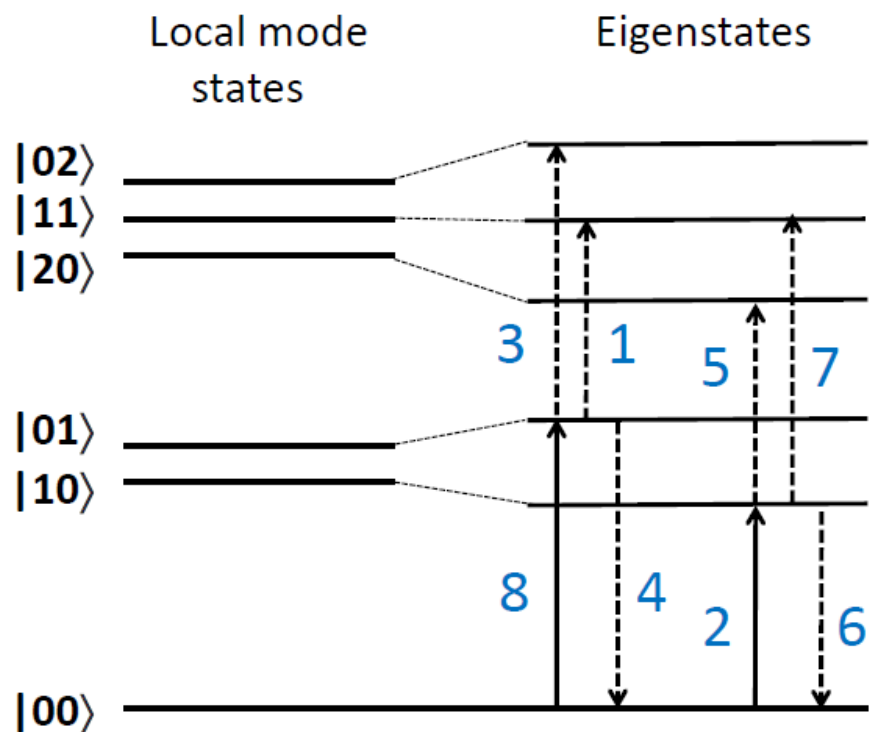 Local mode
states
Eigenstates
|02⟩
|11⟩
|20⟩
3 1 5 7
|01⟩
|10⟩
8 4 2 6
|00⟩